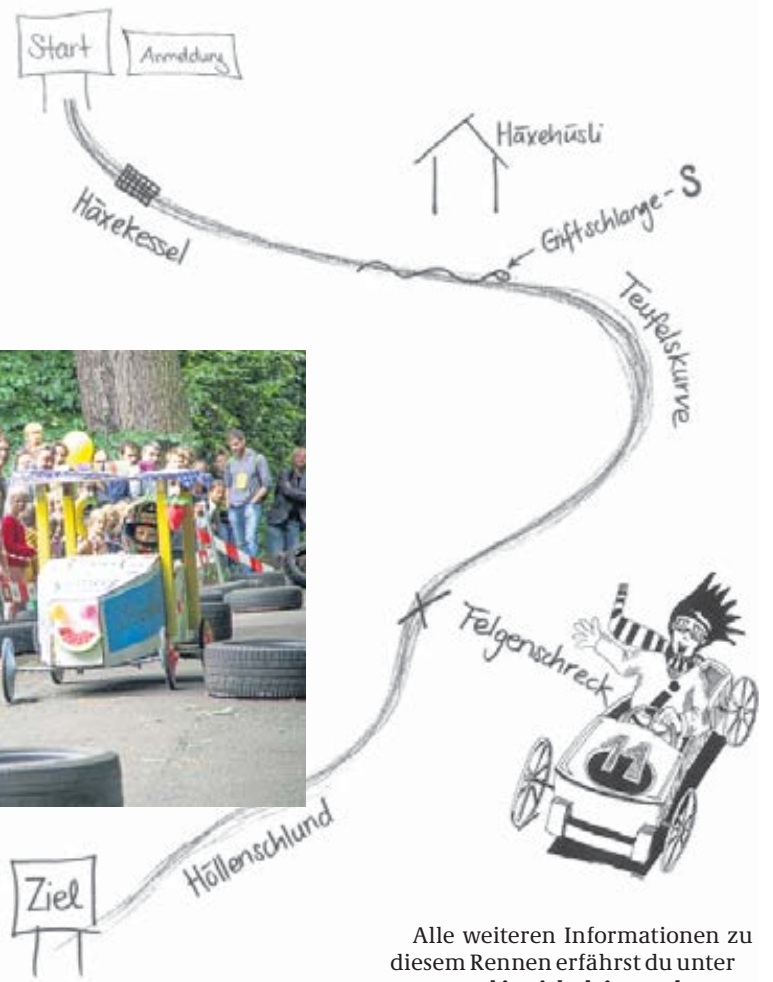 Start
Anmeldung
Häxekessel
Häxehüsli
Giftschlange-S
Teufelskurve
Felgenschreck
11
Höllenschlund
Ziel
Alle weiteren Informationen zu
diesem Rennen erfährst du unter